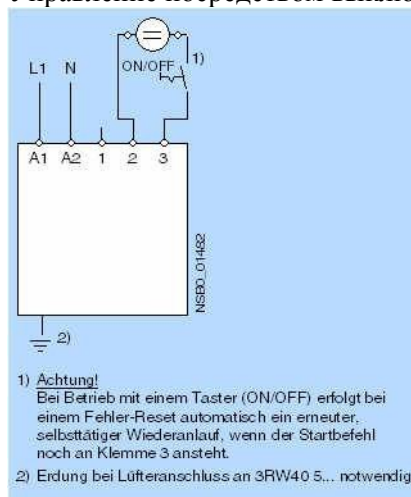 ON/OFF 1)
L1 N
A1 A2 1 2 3
NSB0_01482
2)
1) Achtung!
Bei Betrieb mit einem Taster (ON/OFF) erfolgt bei
einem Fehler-Reset automatisch ein erneuter,
selbsttätiger Wiederanlauf, wenn der Startbefehl
noch an Klemme 3 ansteht.
2) Erdung bei Lüfteranschluss an 3RW40 5... notwendig